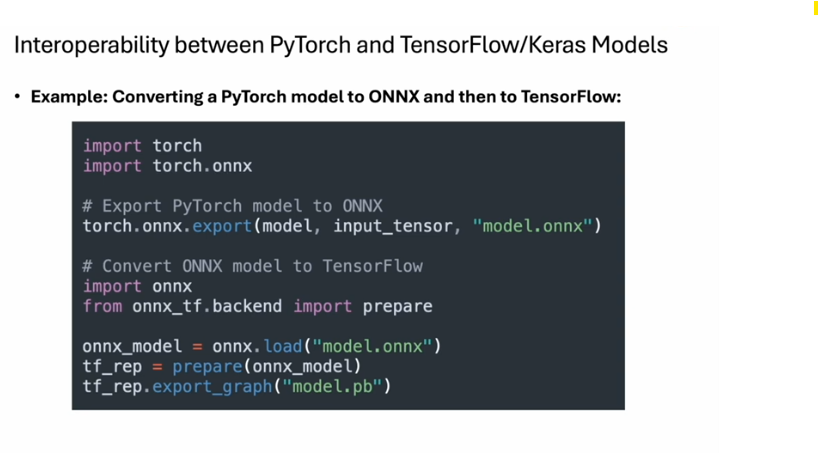 Interoperability between PyTorch and TensorFlow/Keras Models
• Example: Converting a PyTorch model to ONNX and then to TensorFlow:
import torch
import torch.onnx
# Export PyTorch model to ONNX
torch.onnx.export(model, input_tensor, "model.onnx")
# Convert ONNX model to TensorFlow
import onnx
from onnx_tf.backend import prepare
onnx_model = onnx.load("model.onnx")
tf_rep = prepare(onnx_model)
tf_rep.export_graph("model.pb")